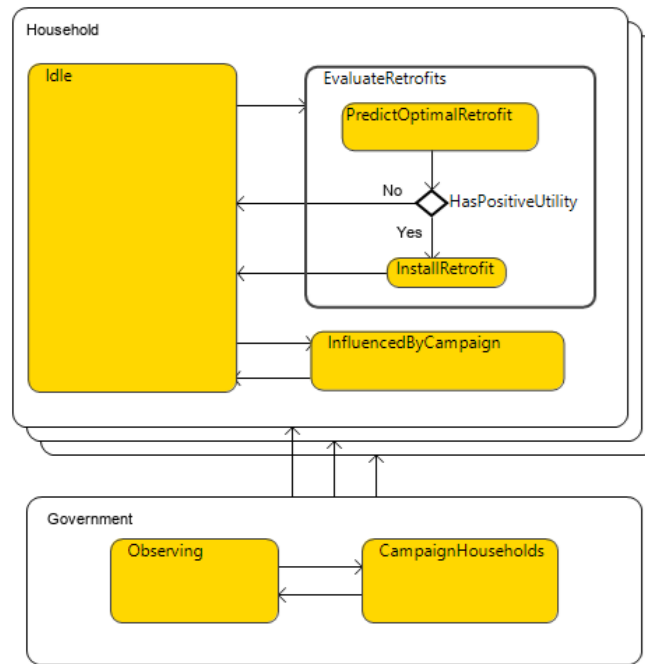 Household
Idle
EvaluateRetrofits
PredictOptimalRetrofit
No
HasPositiveUtility
Yes
InstallRetrofit
InfluencedByCampaign
Government
Observing
CampaignHouseholds